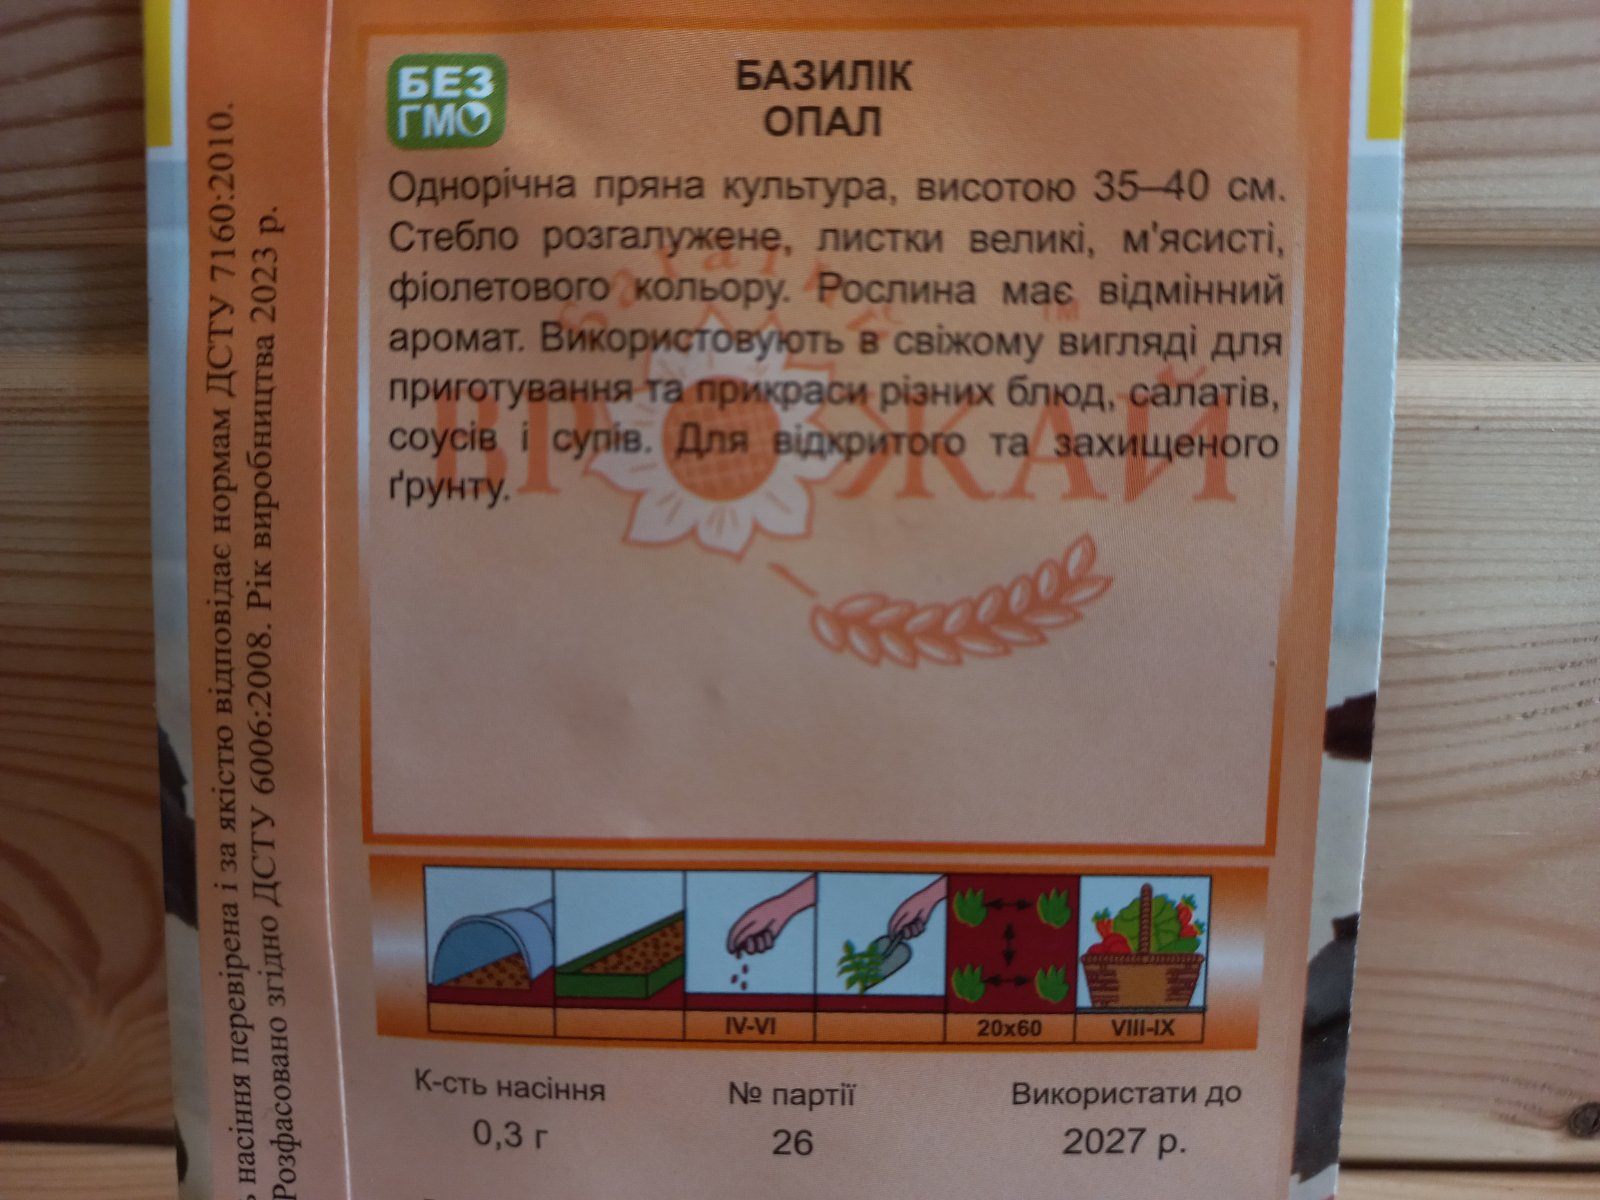 БЕЗ
ГМО
БАЗИЛІК
ОПАЛ
Однорічна пряна культура, висотою 35–40 см.
Стебло розгалужене, листки великі, м'ясисті,
фіолетового кольору. Рослина має відмінний
аромат. Використовують в свіжому вигляді для
приготування та прикраси різних блюд, салатів,
соусів і супів. Для відкритого та захищеного
ґрунту.
Багатий
ВРОЖАЙ
ТМ
IV-VI
20х60
VIII-IX
К-сть насіння
№ партії
Використати до
0,3 г
26
2027 р.
насіння перевірена і за якістю відповідає нормам ДСТУ 7160:2010.
Розфасовано згідно ДСТУ 6006:2008. Рік виробництва 2023 р.